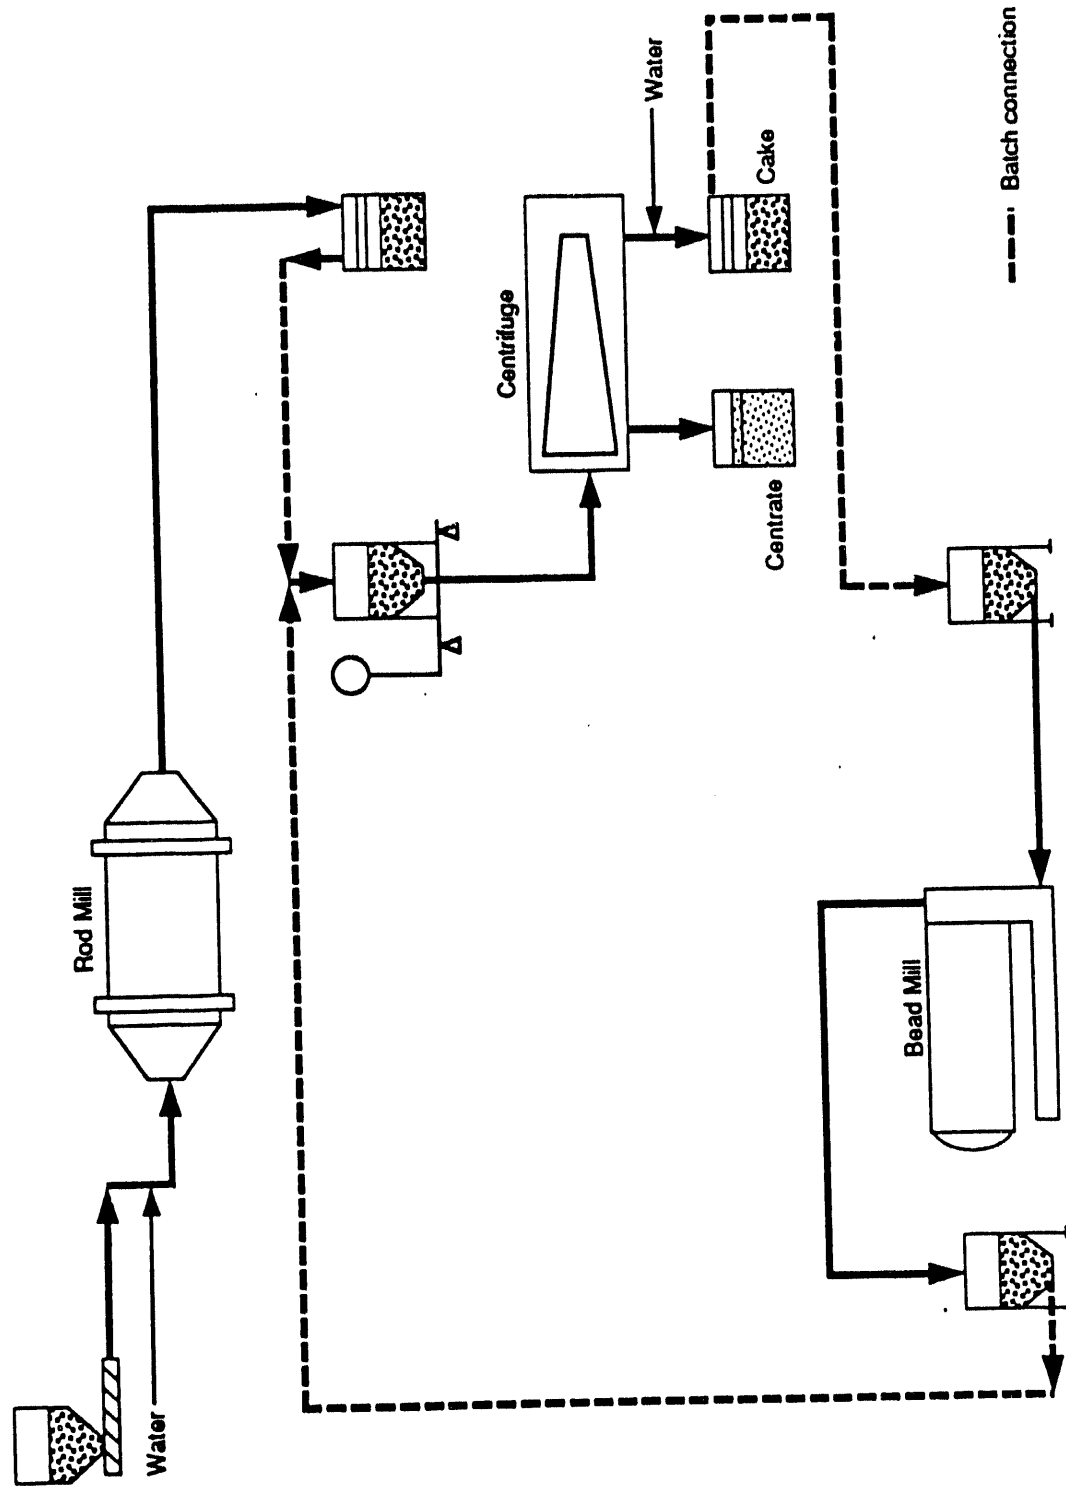 Rod Mill
Water
Centrifuge
Water
Centrate
Cake
Bead Mill
Batch connection